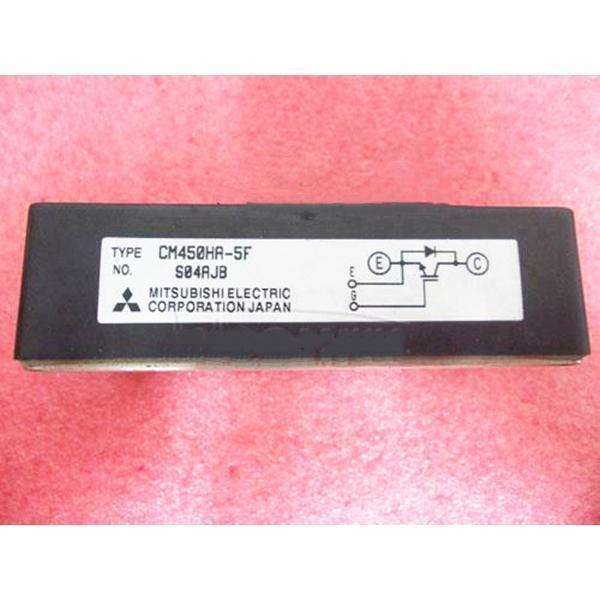 TYPE CM450HA-5F
NO. S04AJB
MITSUBISHI ELECTRIC
CORPORATION JAPAN
E
C
E
G